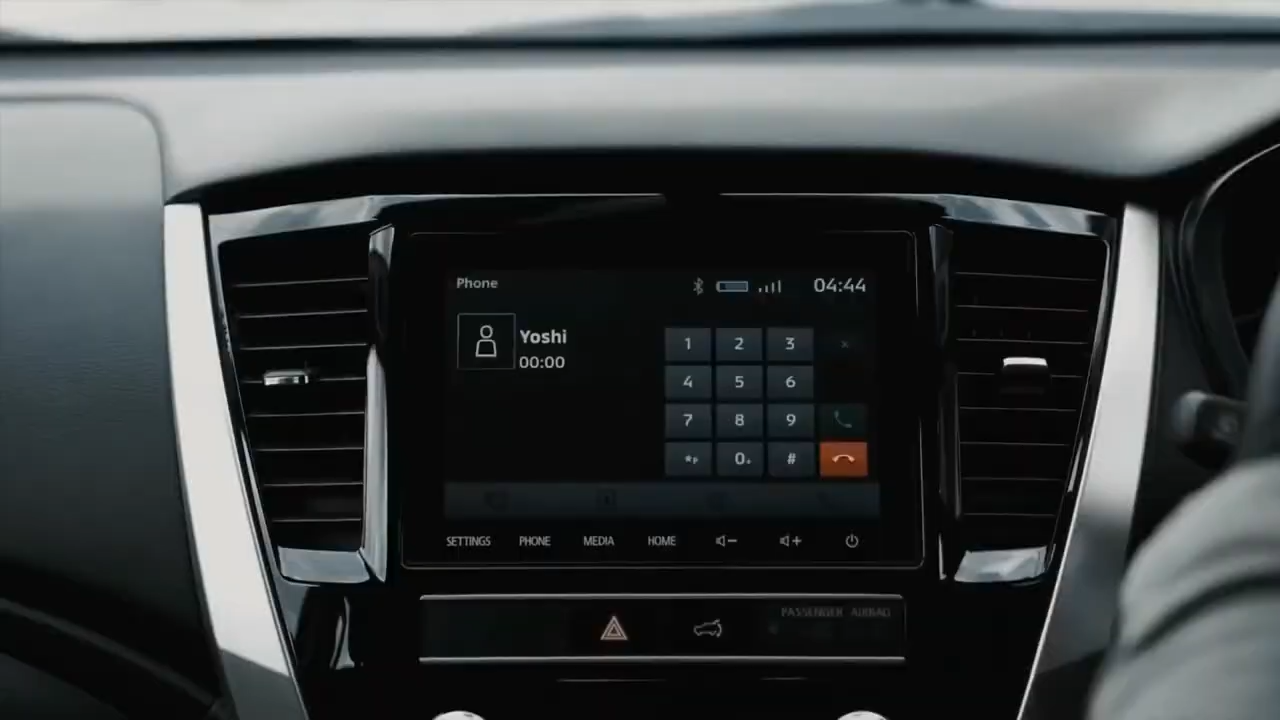 Phone
04:44
Yoshi
00:00
1 2 3
4 5 6
7 8 9
*P 0+ #
SETTINGS PHONE MEDIA HOME
PASSENGER AIRBAG